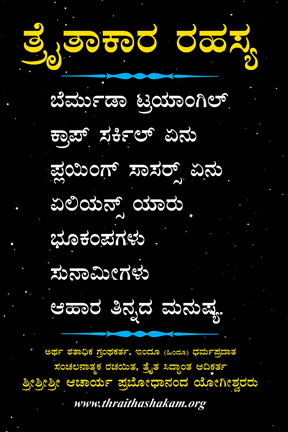 ತ್ರೈತಾಕಾರ ರಹಸ್ಯ
ಬೆರ್ಮುಡಾ ಟ್ರಯಾಂಗಿಲ್
ಕ್ರಾಪ್ ಸರ್ಕಿಲ್ ಏನು
ಫ್ಲಯಿಂಗ್ ಸಾಸರ್ಸ್ ಏನು
ಏಲಿಯನ್ಸ್ ಯಾರು
ಭೂಕಂಪಗಳು
ಸುನಾಮೀಗಳು
ಆಹಾರ ತಿನ್ನದ ಮನುಷ್ಯ
ಅರ್ಥ ಶತಾಧಿಕ ಗ್ರಂಥಕರ್ತ, ಇಂದೂ (ಹಿಂದೂ) ಧರ್ಮಪ್ರದಾತ
ಸಂಚಲನಾತ್ಮಕ ರಚಯಿತ, ತ್ರೈತ ಸಿದ್ಧಾಂತ ಆದಿಕರ್ತ
ಶ್ರೀಶ್ರೀಶ್ರೀ ಆಚಾರ್ಯ ಪ್ರಬೋಧಾನಂದ ಯೋಗೀಶ್ವರರು
www.thraithashakam.org